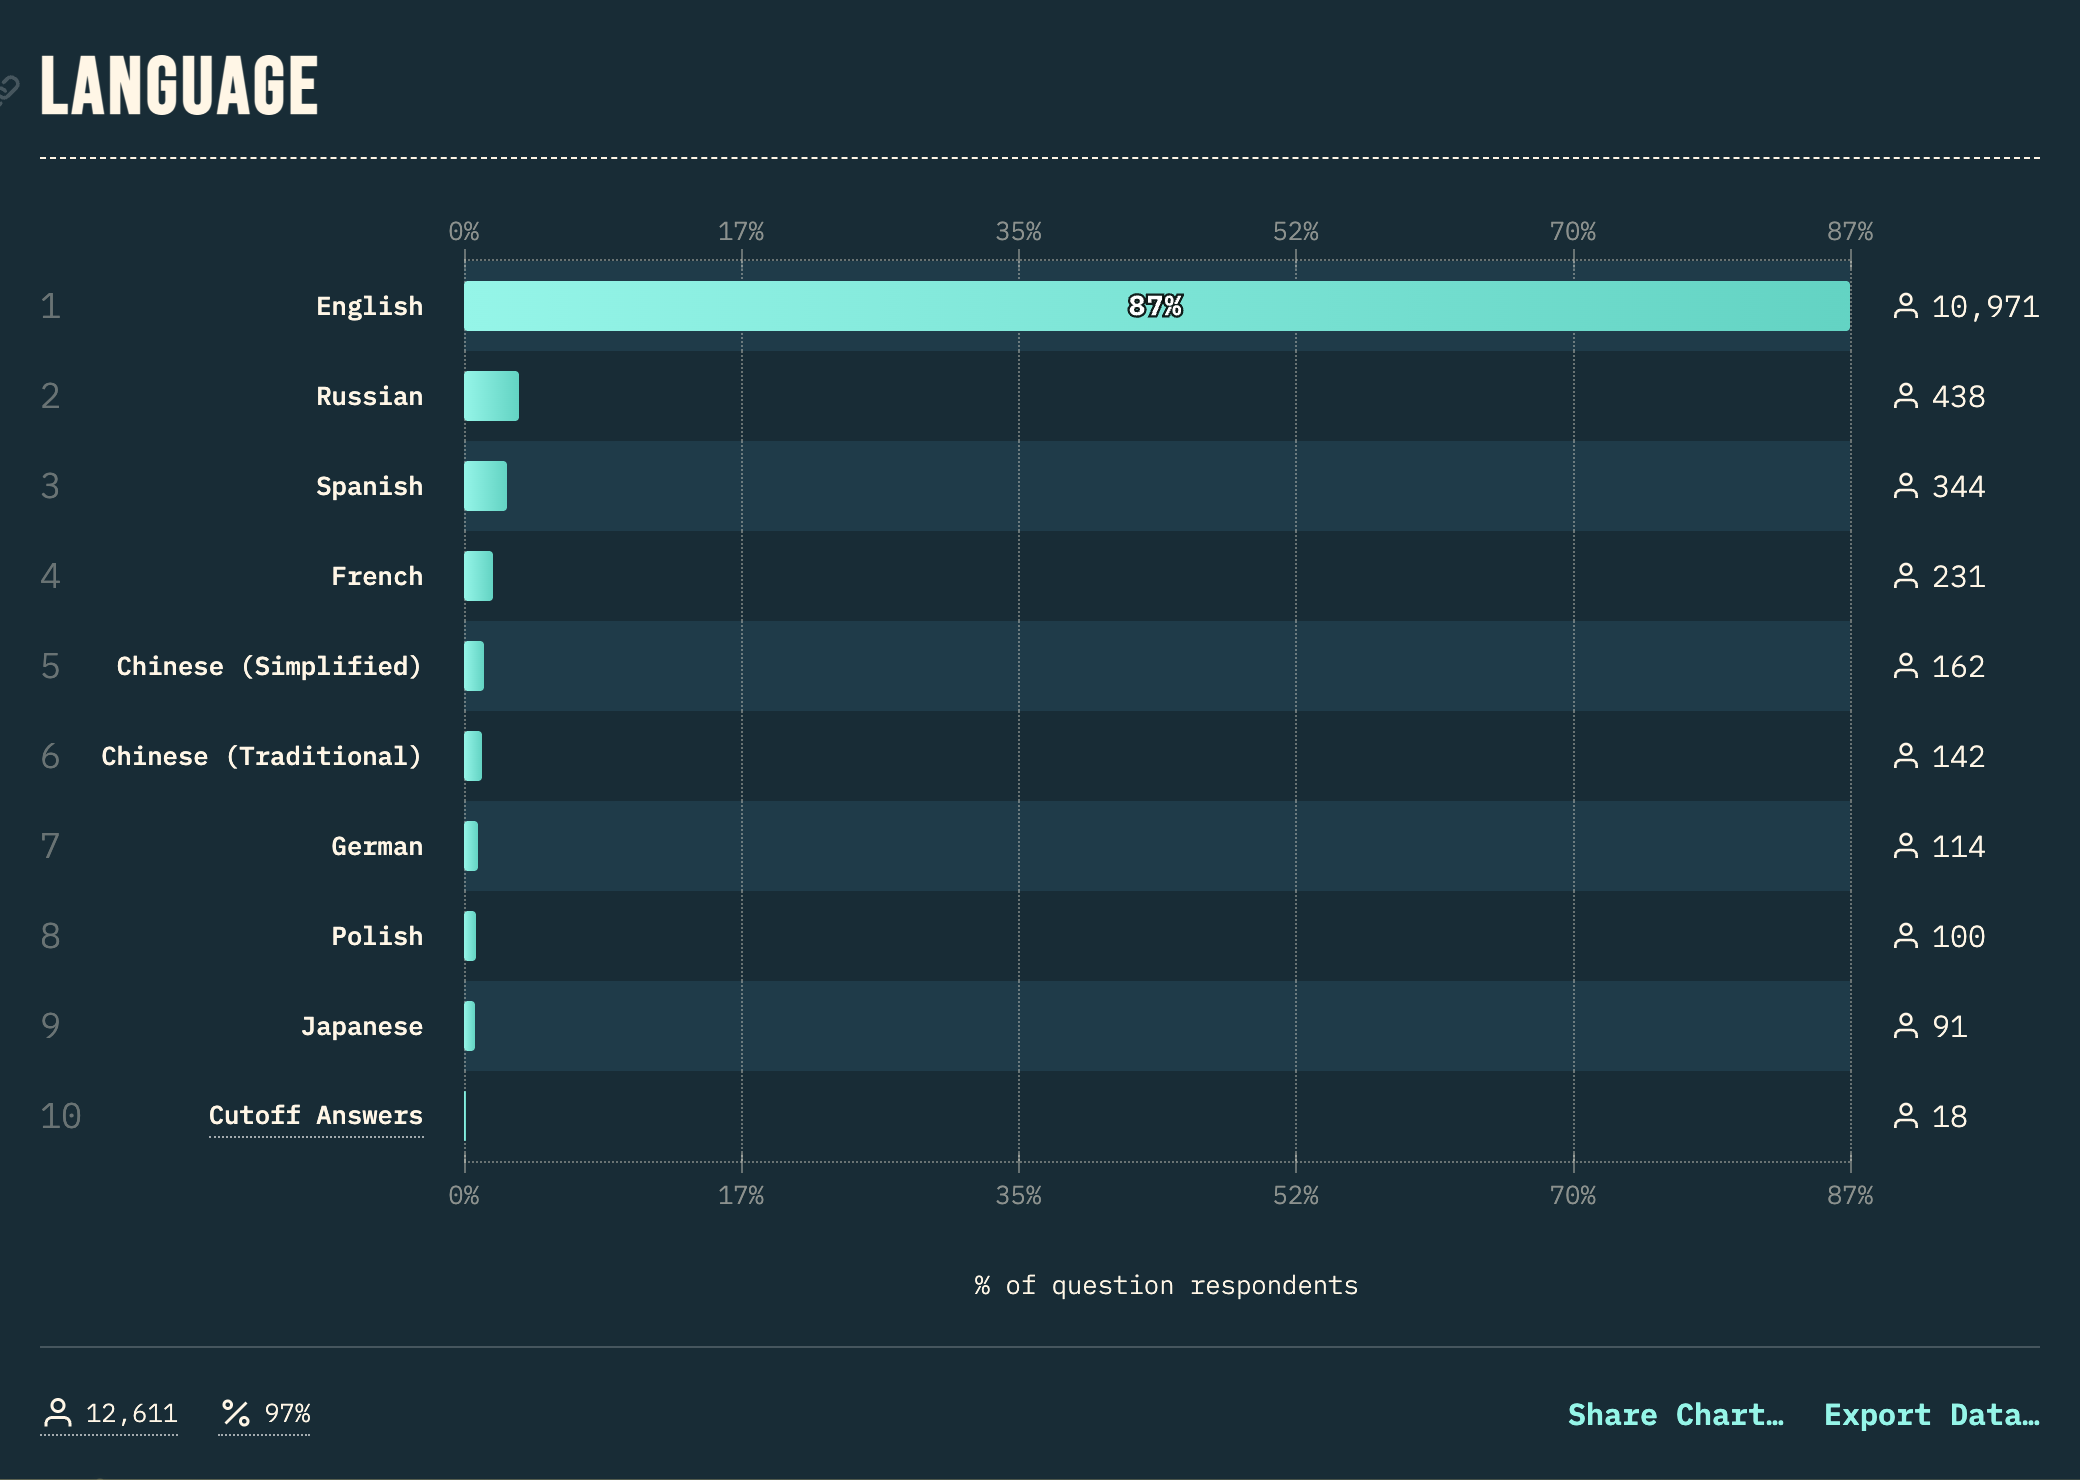 LANGUAGE
0% 17% 35% 52% 70% 87%
1 English 87% 10,971
2 Russian 438
3 Spanish 344
4 French 231
5 Chinese (Simplified) 162
6 Chinese (Traditional) 142
7 German 114
8 Polish 100
9 Japanese 91
10 Cutoff Answers 18
0% 17% 35% 52% 70% 87%
% of question respondents
12,611 97% Share Chart… Export Data…